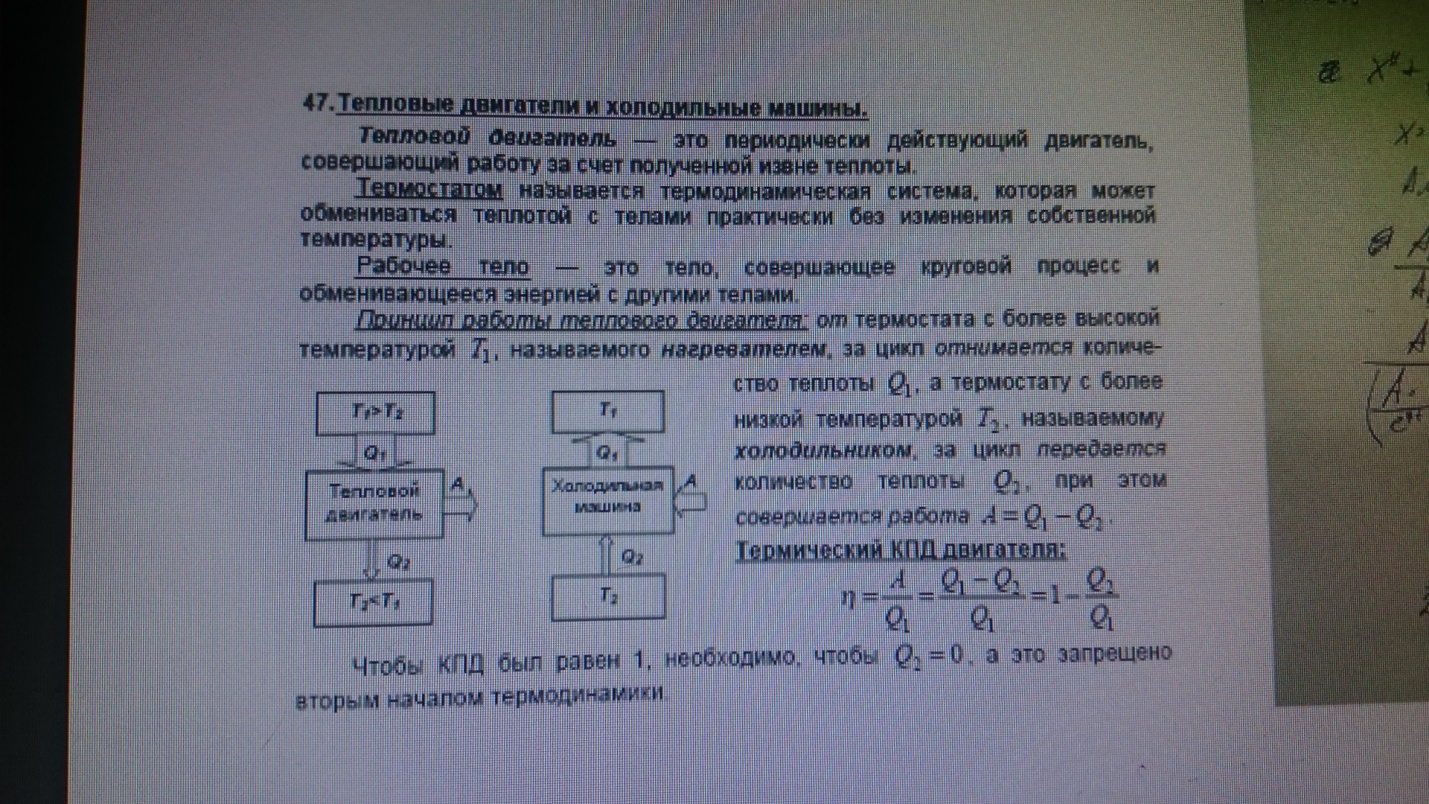 47. Тепловые двигатели и холодильные машины.
Тепловой двигатель — это периодически действующий двигатель,
совершающий работу за счет полученной извне теплоты.
Термостатом называется термодинамическая система, которая может
обмениваться теплотой с телами практически без изменения собственной
температуры.
Рабочее тело — это тело, совершающее круговой процесс и
обменивающееся энергией с другими телами.
Принцип работы теплового двигателя: от термостата с более высокой
температурой T₁, называемого нагревателем, за цикл отнимается количе-
ство теплоты Q₁, а термостату с более
низкой температурой T₂, называемому
холодильником, за цикл передается
количество теплоты Q₂, при этом
совершается работа A = Q₁ − Q₂.
Термический КПД двигателя:
η = A/Q₁ = (Q₁ − Q₂)/Q₁ = 1 − Q₂/Q₁
T₁>T₂
Q₁
Тепловой
двигатель
A
Q₂
T₂<T₁
T₁
Q₁
Холодильная
машина
A
Q₂
T₂
Чтобы КПД был равен 1, необходимо, чтобы Q₂ = 0, а это запрещено
вторым началом термодинамики.